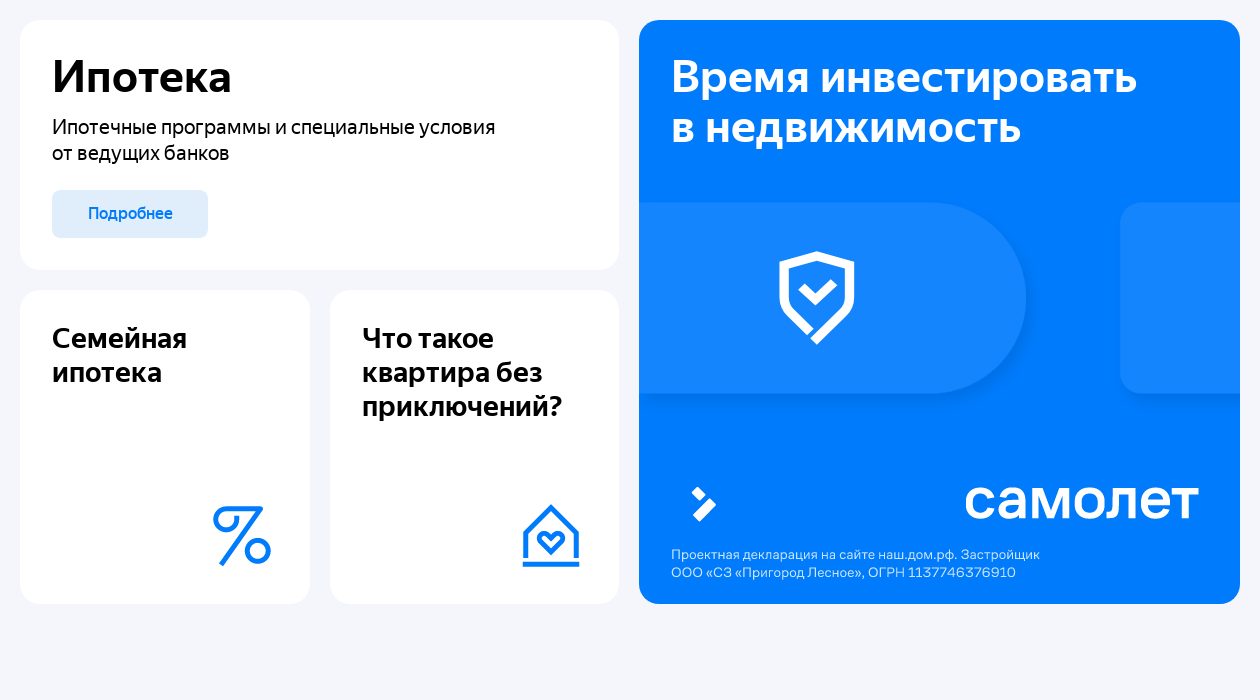 Ипотека
Ипотечные программы и специальные условия
от ведущих банков
Подробнее
Семейная
ипотека
Что такое
квартира без
приключений?
Время инвестировать
в недвижимость
самолет
Проектная декларация на сайте наш.дом.рф. Застройщик
ООО «СЗ «Пригород Лесное», ОГРН 1137746376910